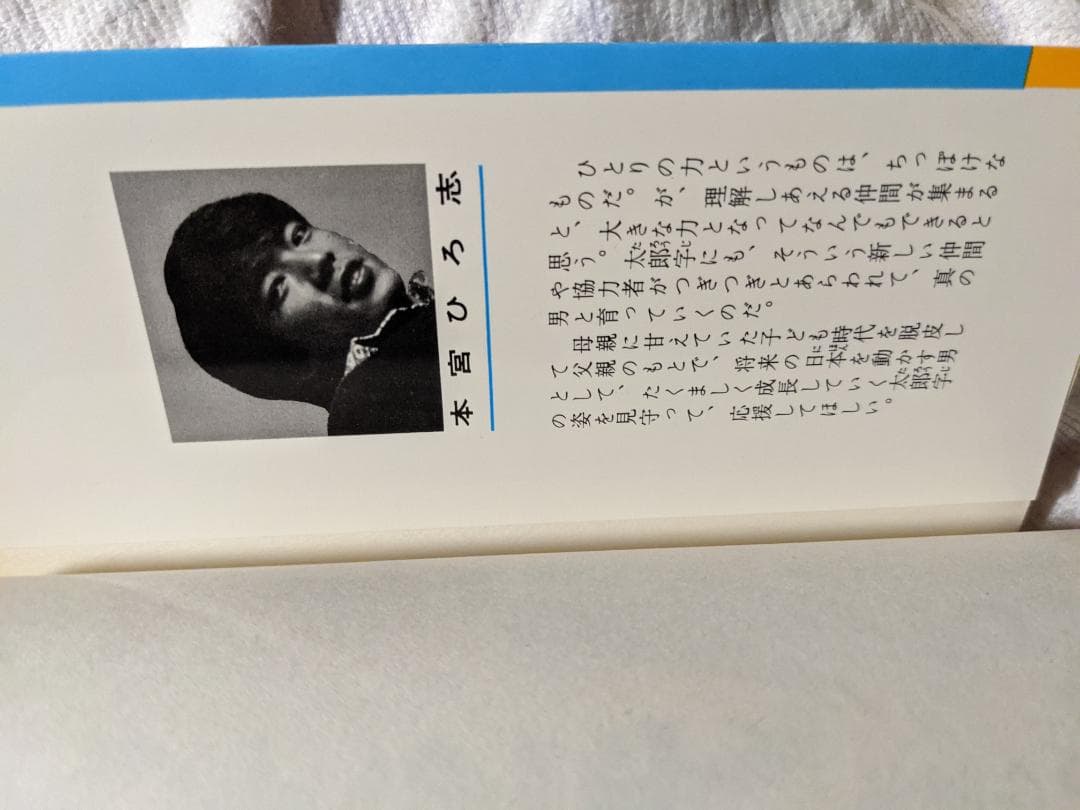 本宮ひろ志
ひとりの力というものは、ちっぽけな
ものだ。が、理解しあえる仲間が集まる
と、大きな力となってなんでもできると
思う。太郎字にも、そういう新しい仲間
や協力者がつぎつぎとあらわれて、真の
男と育っていくのだ。
母親に甘えていた子ども時代を脱皮し
て父親のもとで、将来の日本を動かす男
として、たくましく成長していく太郎字
の姿を見守って、応援してほしい。